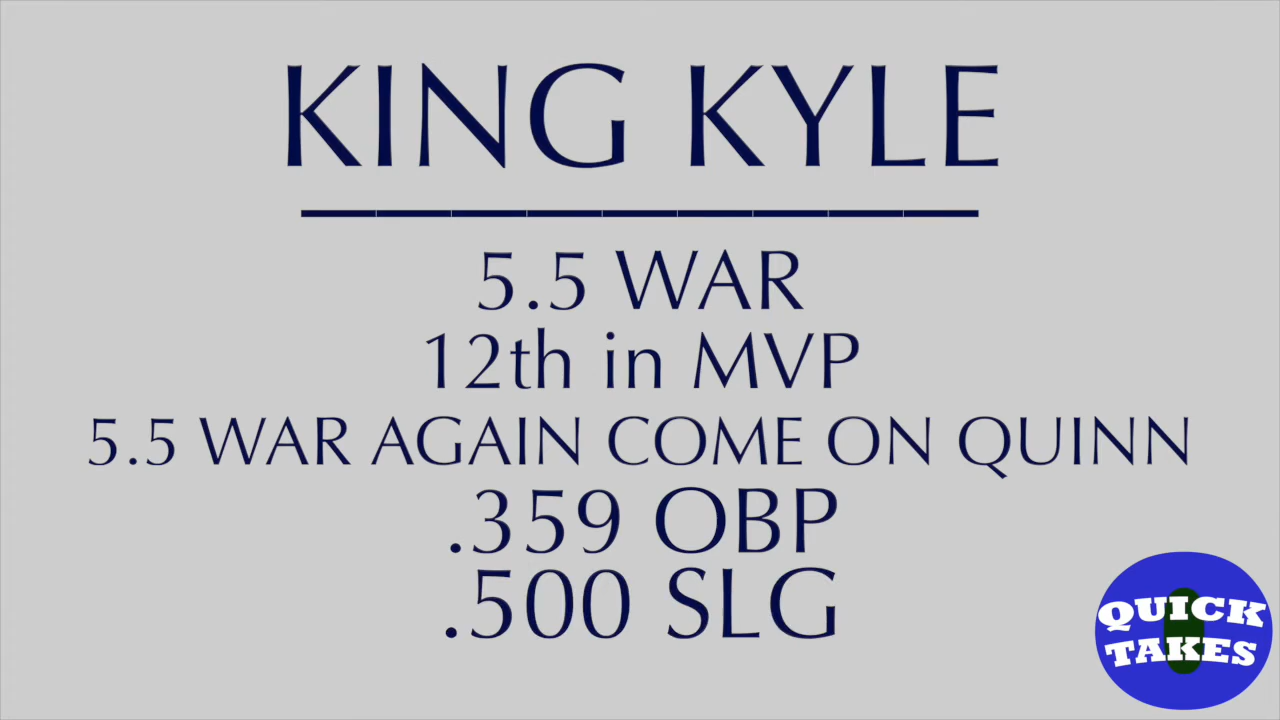 KING KYLE
5.5 WAR
12th in MVP
5.5 WAR AGAIN COME ON QUINN
.359 OBP
.500 SLG
QUICK
TAKES